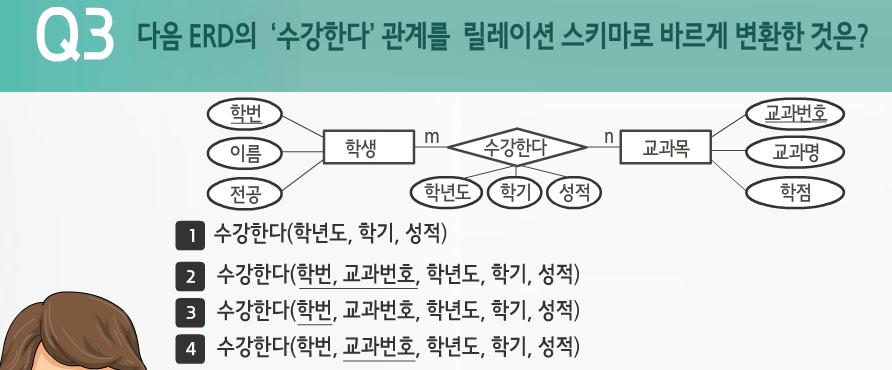 Q3 다음 ERD의 ‘수강한다’ 관계를 릴레이션 스키마로 바르게 변환한 것은?
학번 교과번호
이름 학생 m 수강한다 n 교과목 교과명
전공 학년도 학기 성적 학점
1 수강한다(학년도, 학기, 성적)
2 수강한다(학번, 교과번호, 학년도, 학기, 성적)
3 수강한다(학번, 교과번호, 학년도, 학기, 성적)
4 수강한다(학번, 교과번호, 학년도, 학기, 성적)